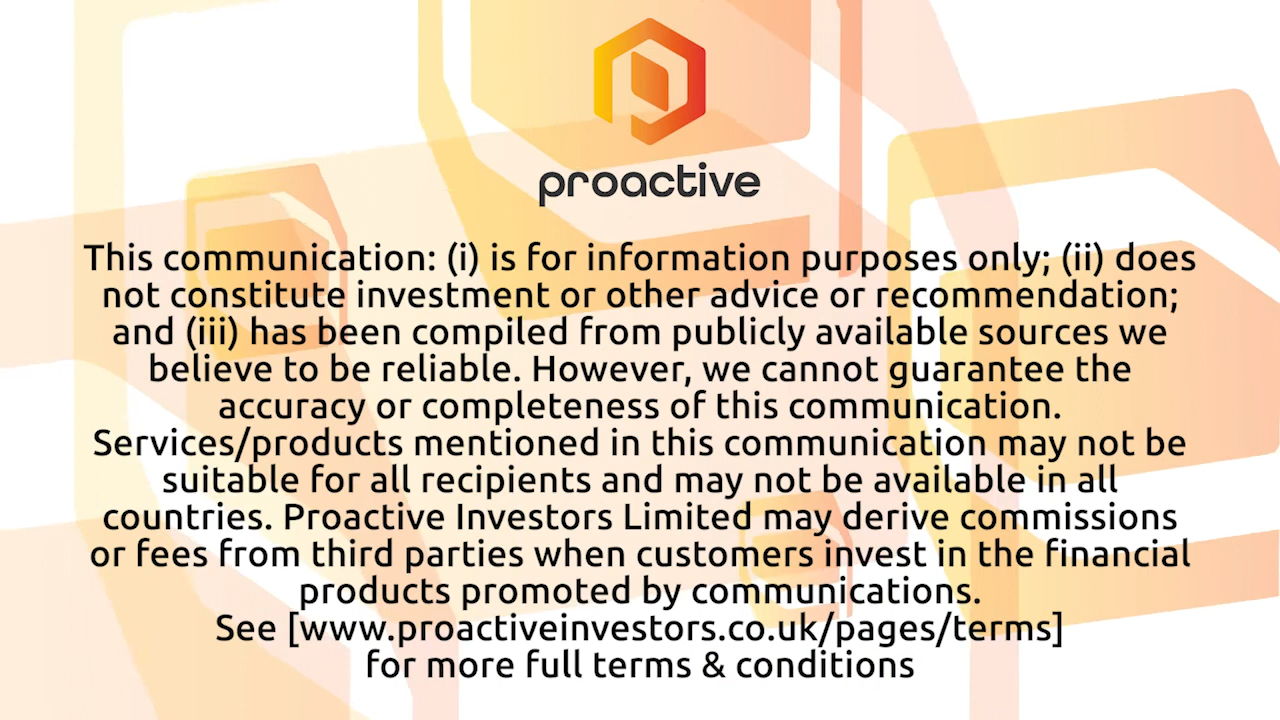 proactive
This communication: (i) is for information purposes only; (ii) does
not constitute investment or other advice or recommendation;
and (iii) has been compiled from publicly available sources we
believe to be reliable. However, we cannot guarantee the
accuracy or completeness of this communication.
Services/products mentioned in this communication may not be
suitable for all recipients and may not be available in all
countries. Proactive Investors Limited may derive commissions
or fees from third parties when customers invest in the financial
products promoted by communications.
See [www.proactiveinvestors.co.uk/pages/terms]
for more full terms & conditions